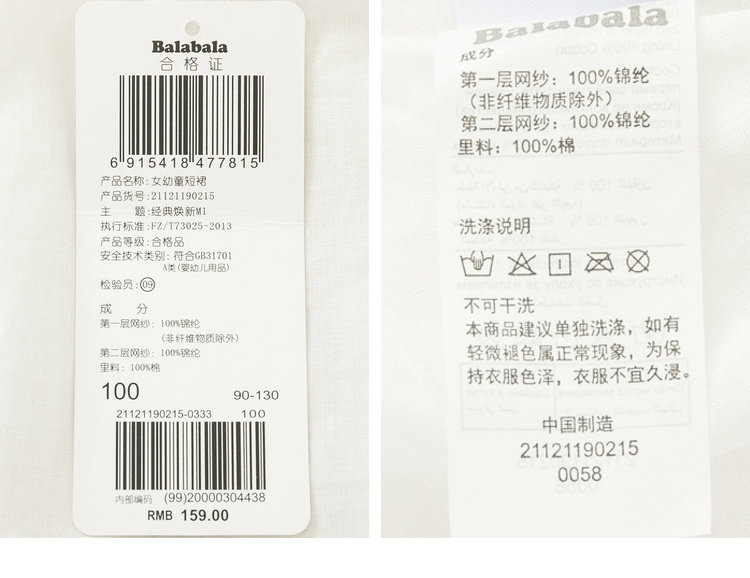 Balabala
合格证
6 915418 477815
产品名称: 女幼童短裙
产品货号: 21121190215
主 题: 经典焕新M1
执行标准: FZ/T73025-2013
产品等级: 合格品
安全技术类别: 符合GB31701
A类(婴幼儿用品)
检验员: 09
成 分
第一层网纱: 100%锦纶
(非纤维物质除外)
第二层网纱: 100%锦纶
里料: 100%棉
100 90-130
21121190215-0333 100
内部编码 (99)20000304438
RMB 159.00
Balabala
成分
第一层网纱: 100%锦纶
(非纤维物质除外)
第二层网纱: 100%锦纶
里料: 100%棉
洗涤说明
不可干洗
本商品建议单独洗涤，如有
轻微褪色属正常现象，为保
持衣服色泽，衣服不宜久浸。
中国制造
21121190215
0058